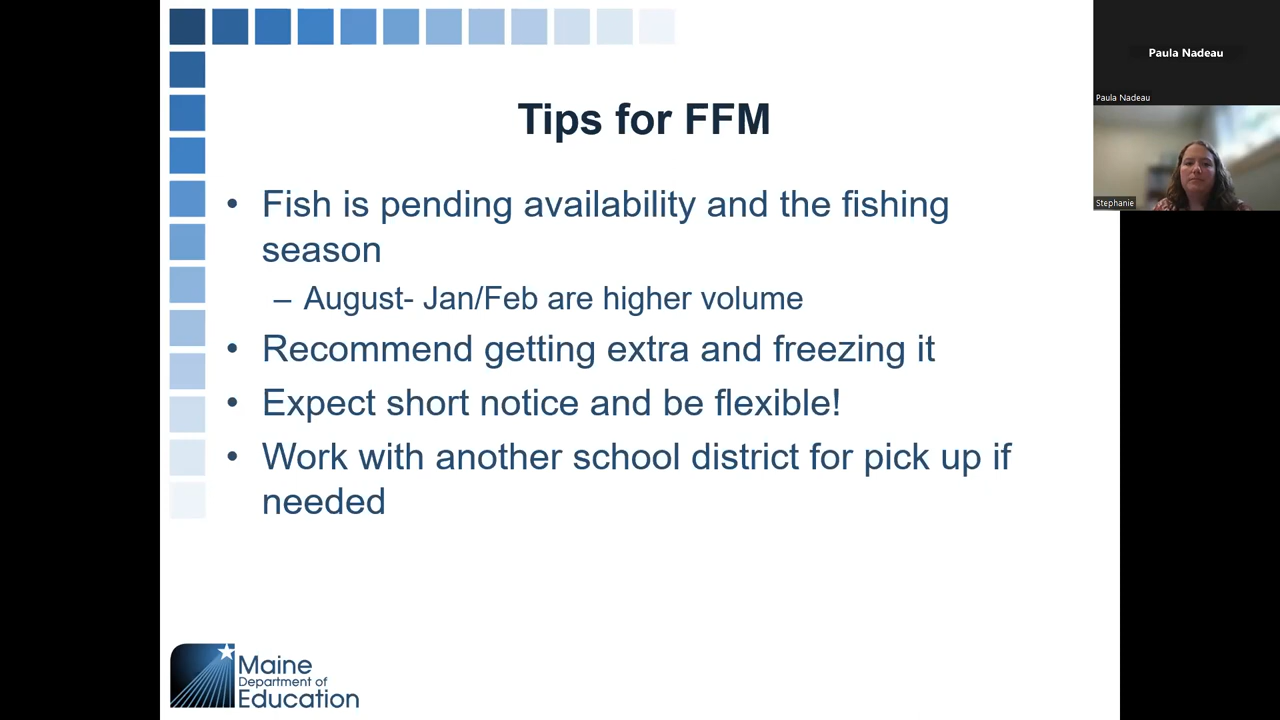 Tips for FFM
• Fish is pending availability and the fishing
season
– August- Jan/Feb are higher volume
• Recommend getting extra and freezing it
• Expect short notice and be flexible!
• Work with another school district for pick up if
needed
Maine
Department of
Education
Paula Nadeau
Paula Nadeau
Stephanie